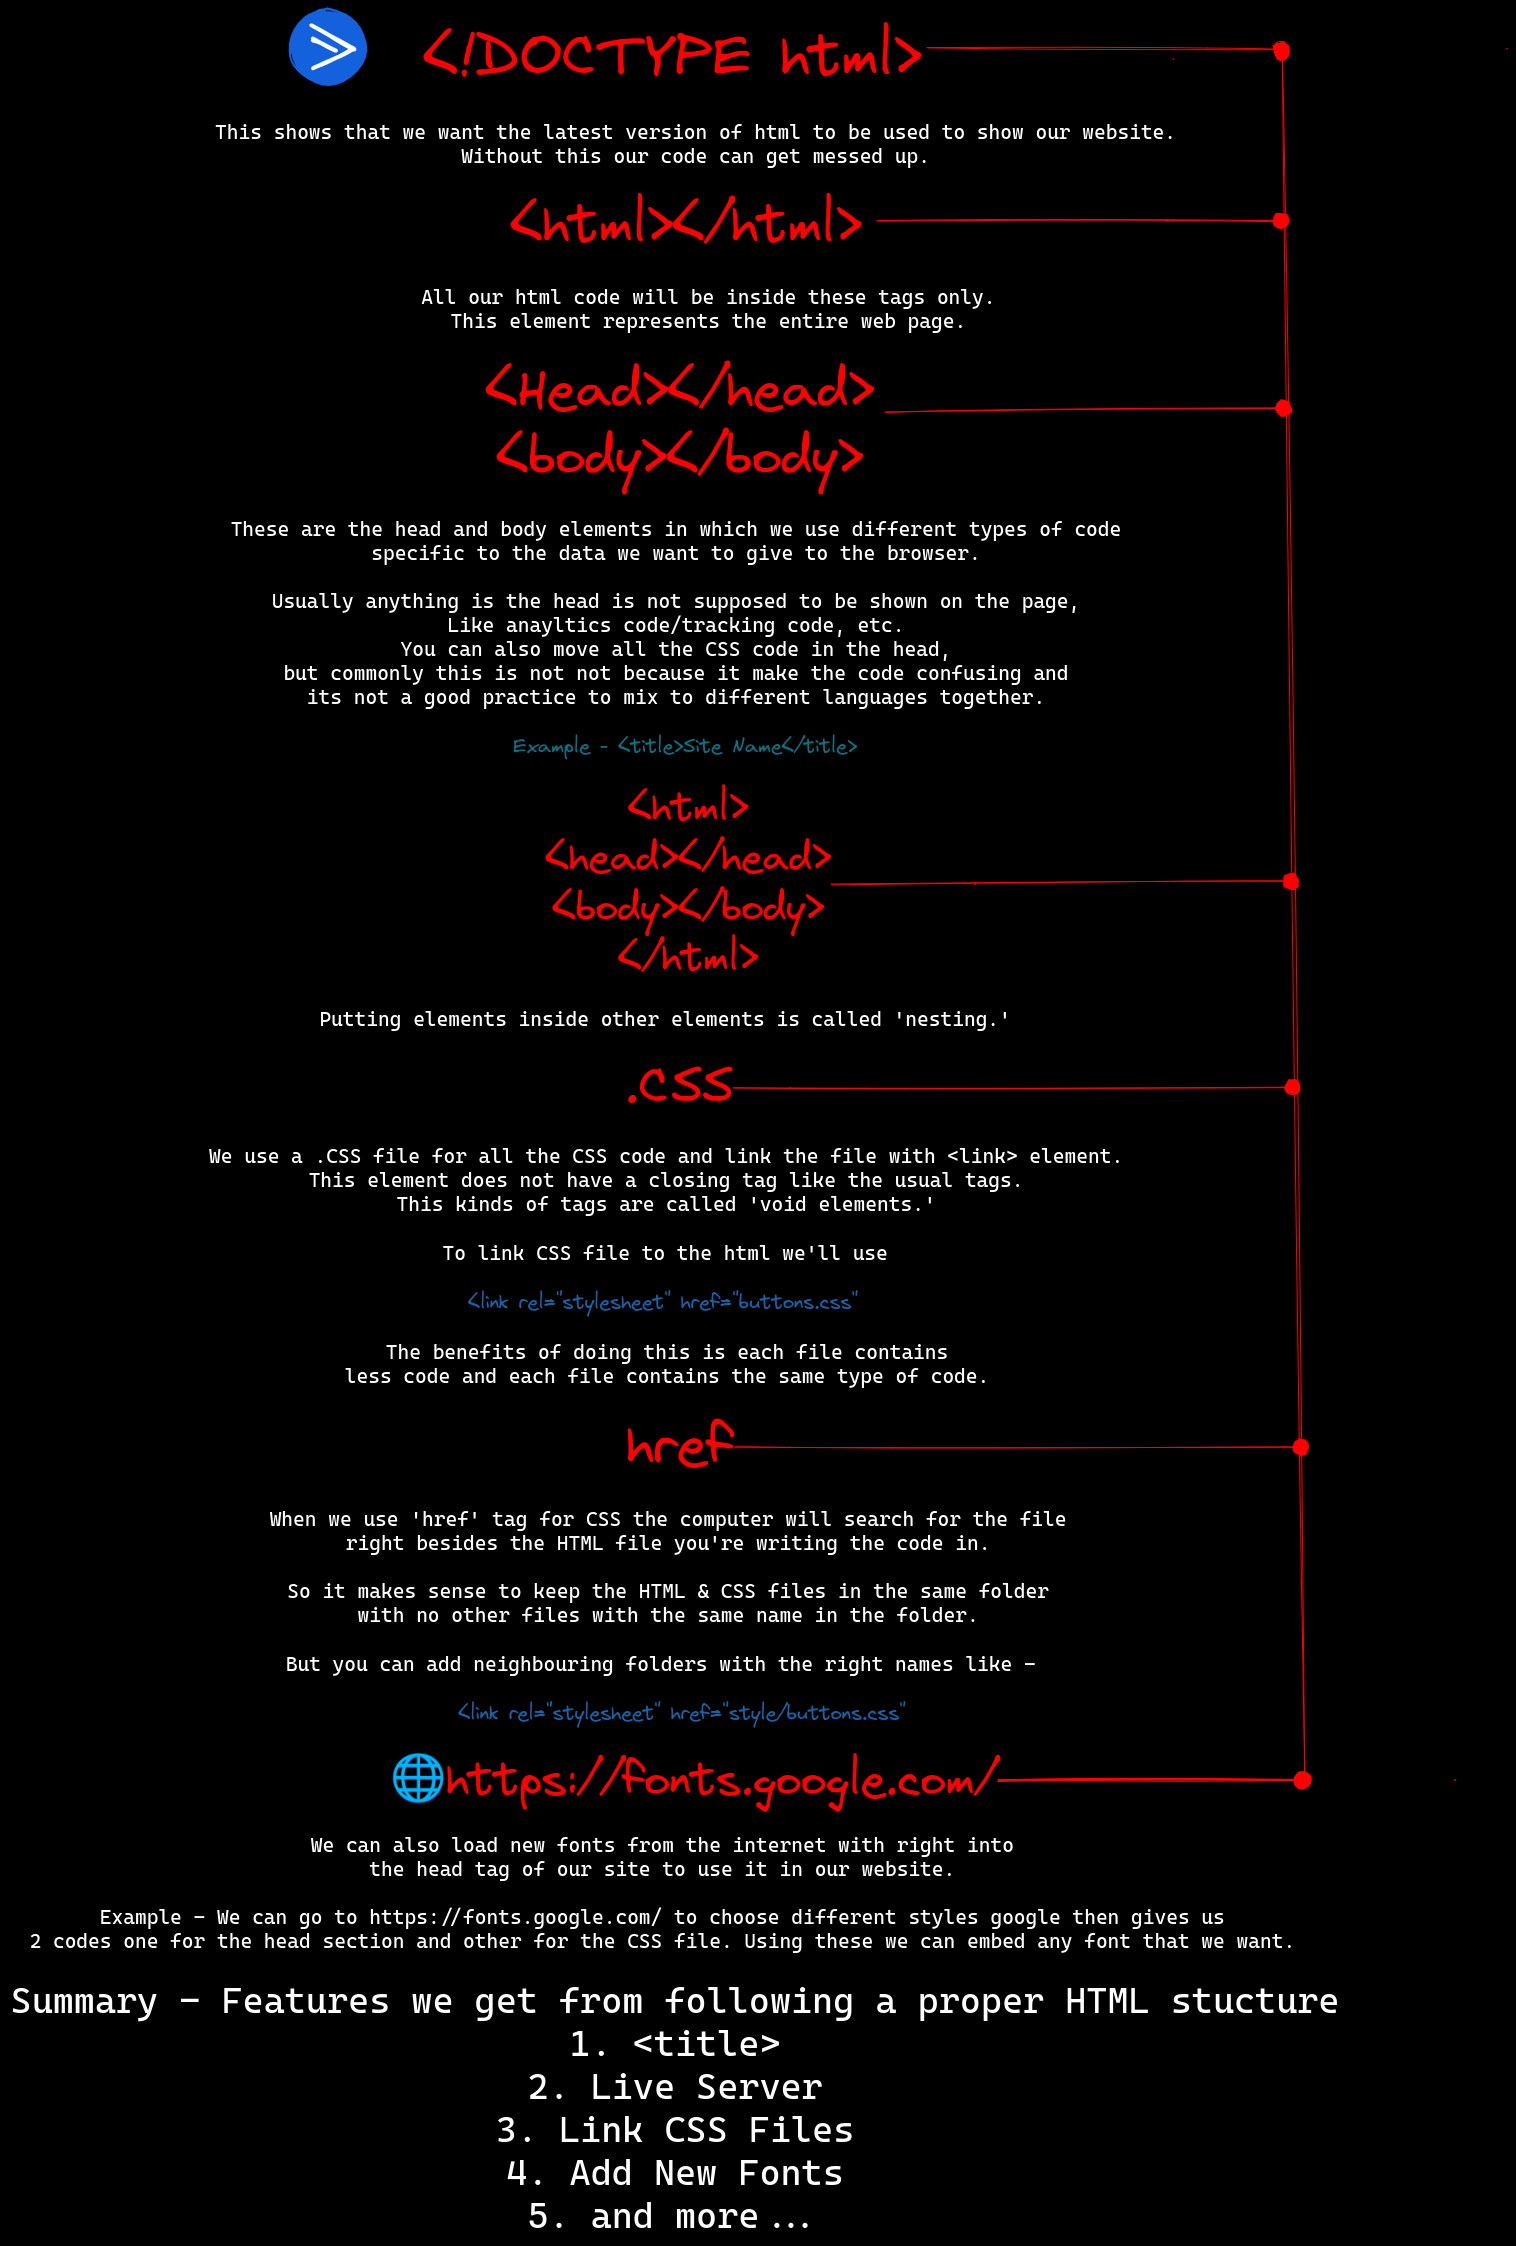 <!DOCTYPE html>
This shows that we want the latest version of html to be used to show our website.
Without this our code can get messed up.
<html></html>
All our html code will be inside these tags only.
This element represents the entire web page.
<Head></head>
<body></body>
These are the head and body elements in which we use different types of code
specific to the data we want to give to the browser.
Usually anything is the head is not supposed to be shown on the page,
Like anayltics code/tracking code, etc.
You can also move all the CSS code in the head,
but commonly this is not not because it make the code confusing and
its not a good practice to mix to different languages together.
Example - <title>Site Name</title>
<html>
<head></head>
<body></body>
</html>
Putting elements inside other elements is called 'nesting.'
.CSS
We use a .CSS file for all the CSS code and link the file with <link> element.
This element does not have a closing tag like the usual tags.
This kinds of tags are called 'void elements.'
To link CSS file to the html we'll use
<link rel="stylesheet" href="buttons.css"
The benefits of doing this is each file contains
less code and each file contains the same type of code.
href
When we use 'href' tag for CSS the computer will search for the file
right besides the HTML file you're writing the code in.
So it makes sense to keep the HTML & CSS files in the same folder
with no other files with the same name in the folder.
But you can add neighbouring folders with the right names like -
<link rel="stylesheet" href="style/buttons.css"
🌐https://fonts.google.com/
We can also load new fonts from the internet with right into
the head tag of our site to use it in our website.
Example - We can go to https://fonts.google.com/ to choose different styles google then gives us
2 codes one for the head section and other for the CSS file. Using these we can embed any font that we want.
Summary - Features we get from following a proper HTML stucture
1. <title>
2. Live Server
3. Link CSS Files
4. Add New Fonts
5. and more...